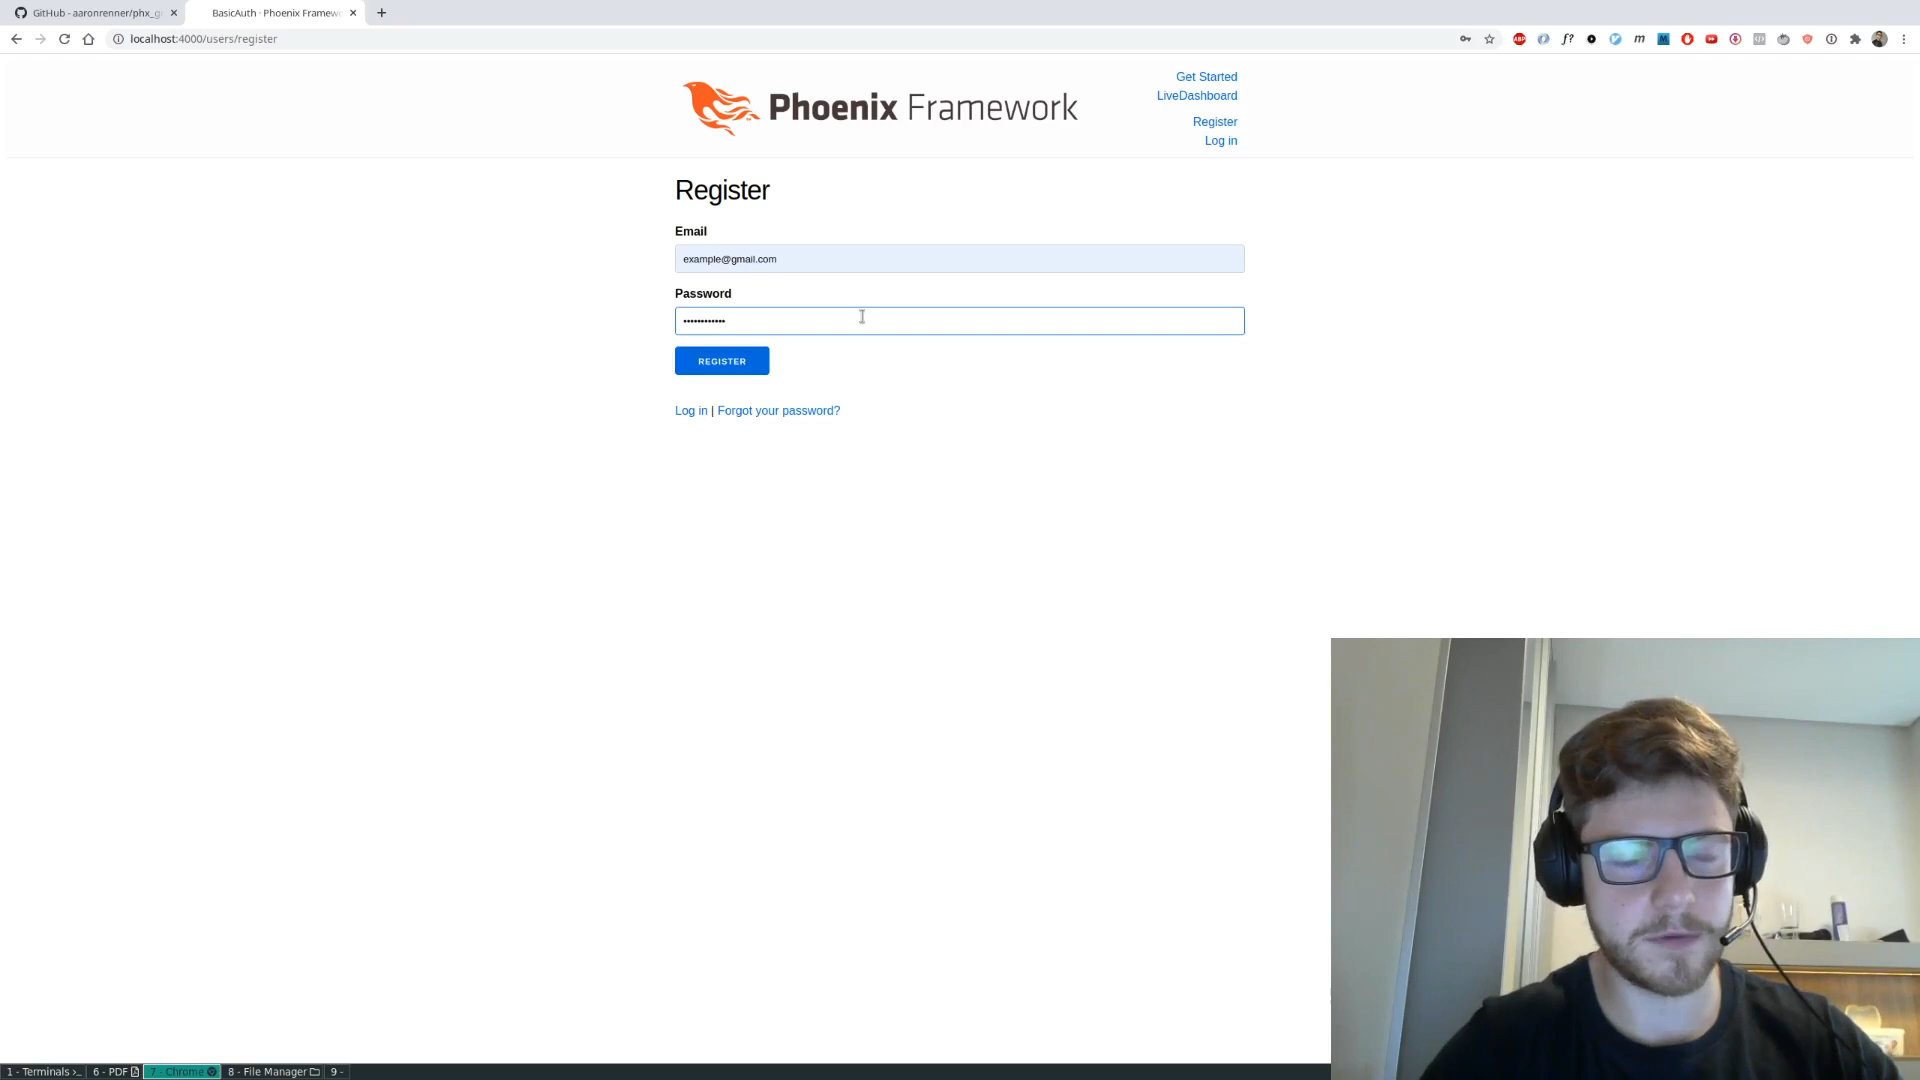 GitHub - aaronrenner/phx_g
BasicAuth · Phoenix Framewo
localhost:4000/users/register
ABP
f?
m
M
Phoenix Framework
Get Started
LiveDashboard
Register
Log in
Register
Email
example@gmail.com
Password
••••••••••••
REGISTER
Log in | Forgot your password?
1 - Terminals >_
6 - PDF
7 - Chrome
8 - File Manager
9 -